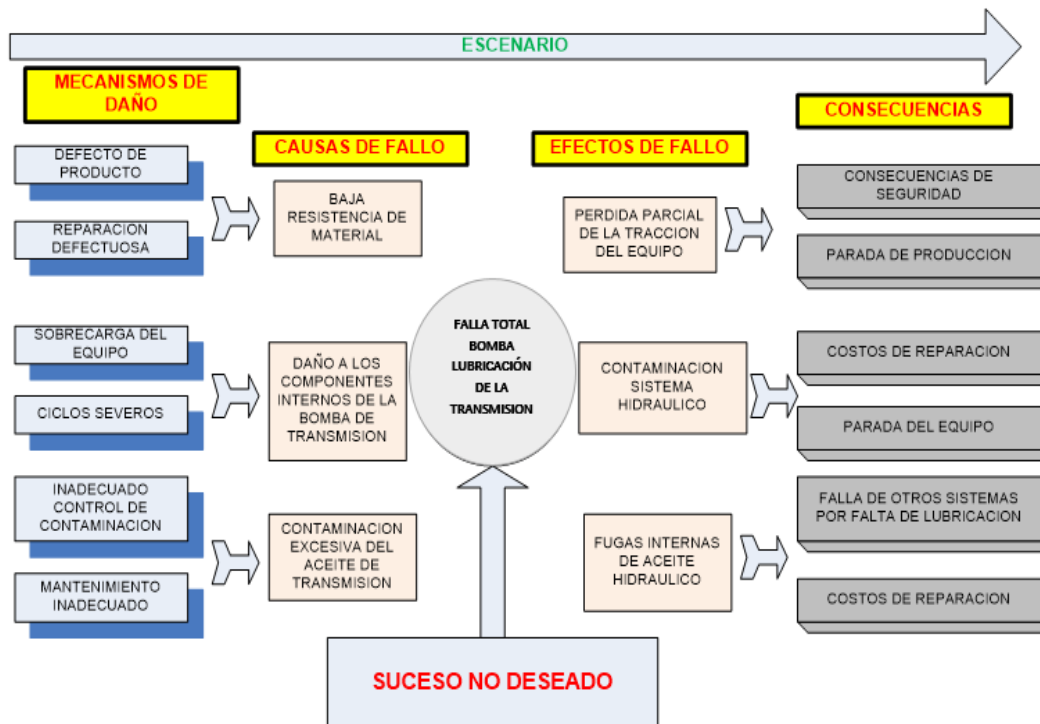 ESCENARIO
MECANISMOS DE
DAÑO
CONSECUENCIAS
CAUSAS DE FALLO
EFECTOS DE FALLO
DEFECTO DE
PRODUCTO
REPARACION
DEFECTUOSA
BAJA
RESISTENCIA DE
MATERIAL
PERDIDA PARCIAL
DE LA TRACCION
DEL EQUIPO
CONSECUENCIAS DE
SEGURIDAD
PARADA DE PRODUCCION
SOBRECARGA DEL
EQUIPO
CICLOS SEVEROS
DAÑO A LOS
COMPONENTES
INTERNOS DE LA
BOMBA DE
TRANSMISION
FALLA TOTAL
BOMBA
LUBRICACIÓN
DE LA
TRANSMISION
CONTAMINACION
SISTEMA
HIDRAULICO
COSTOS DE REPARACION
PARADA DEL EQUIPO
INADECUADO
CONTROL DE
CONTAMINACION
MANTENIMIENTO
INADECUADO
CONTAMINACION
EXCESIVA DEL
ACEITE DE
TRANSMISION
FUGAS INTERNAS
DE ACEITE
HIDRAULICO
FALLA DE OTROS SISTEMAS
POR FALTA DE LUBRICACION
COSTOS DE REPARACION
SUCESO NO DESEADO